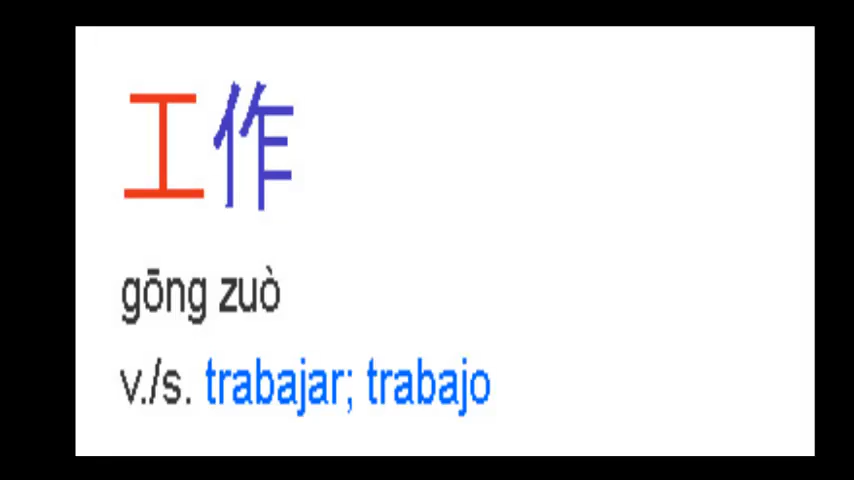 工作
gōng zuò
v./s. trabajar; trabajo